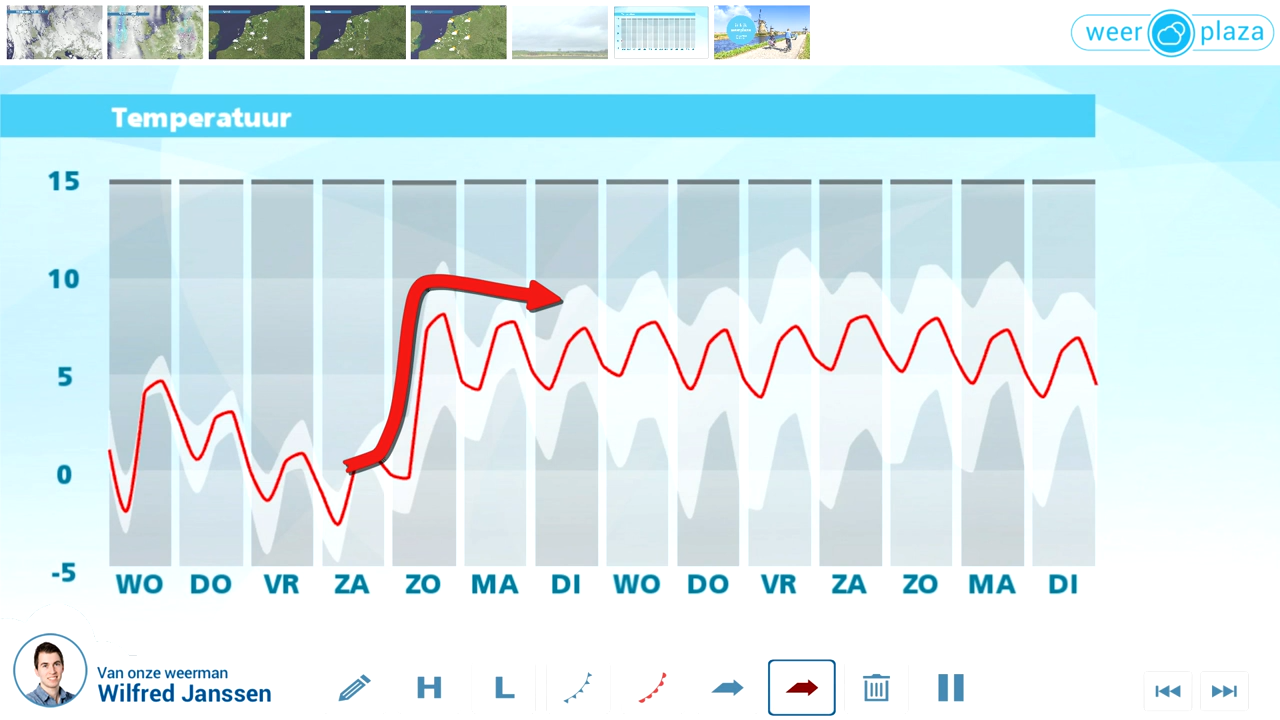 weer plaza
Temperatuur
15
10
5
0
-5
WO DO VR ZA ZO MA DI WO DO VR ZA ZO MA DI
Van onze weerman
Wilfred Janssen
H L